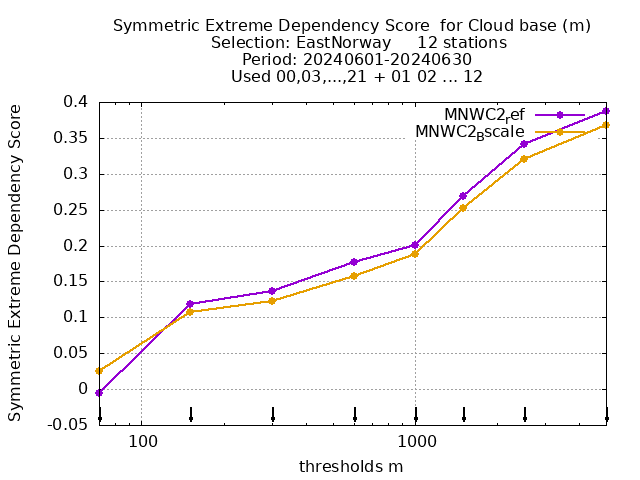 Symmetric Extreme Dependency Score  for Cloud base (m)
Selection: EastNorway     12 stations
Period: 20240601-20240630
Used 00,03,...,21 + 01 02 ... 12
MNWC2ref
MNWC2Bscale
0.4
0.35
0.3
0.25
0.2
0.15
0.1
0.05
0
-0.05
Symmetric Extreme Dependency Score
100
1000
thresholds m